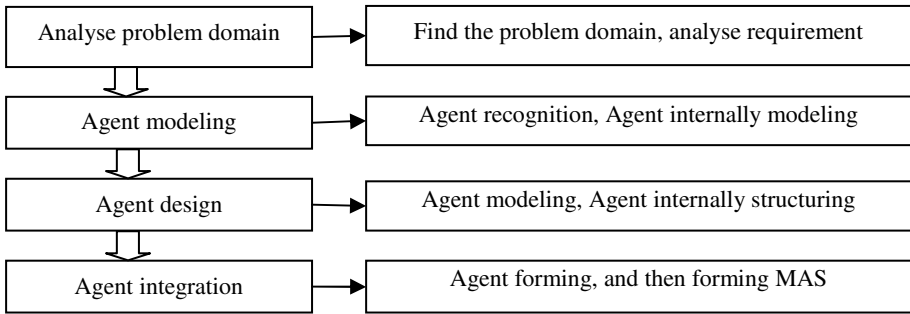 Analyse problem domain
Find the problem domain, analyse requirement
Agent modeling
Agent recognition, Agent internally modeling
Agent design
Agent modeling, Agent internally structuring
Agent integration
Agent forming, and then forming MAS